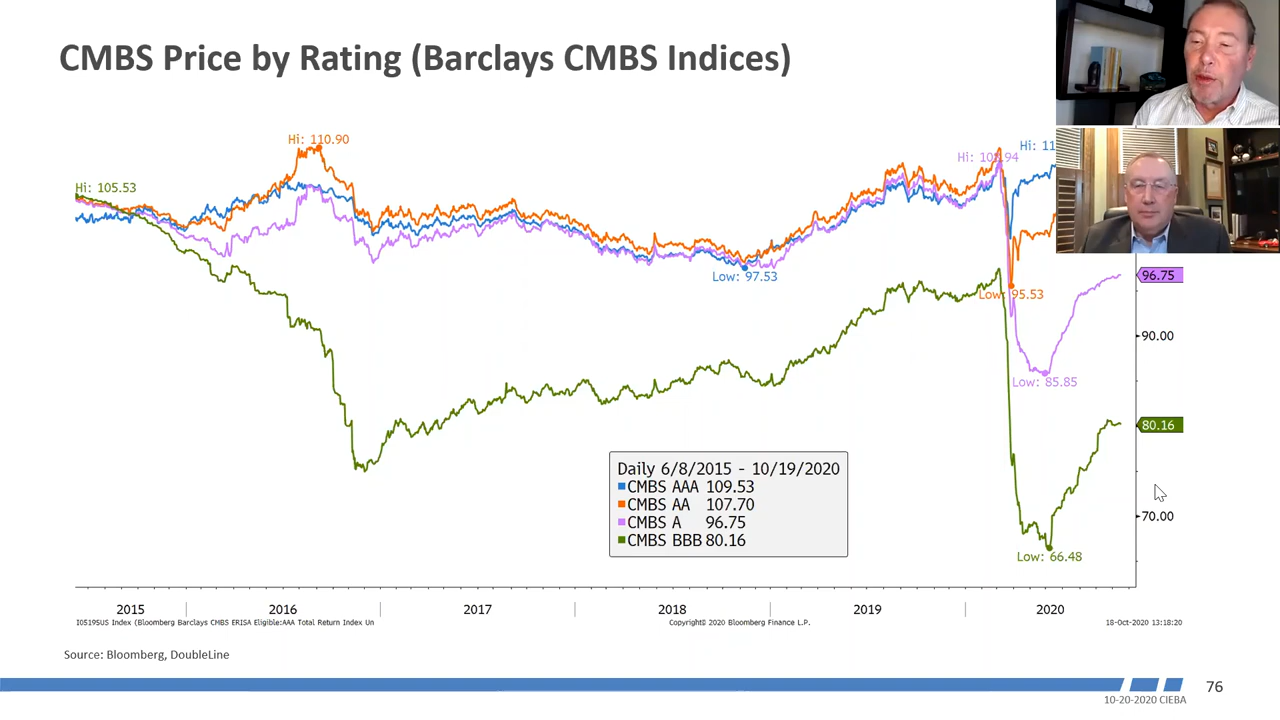 CMBS Price by Rating (Barclays CMBS Indices)
Hi: 110.90
Hi: 105.53
Hi: 11
Low: 97.53
Low: 95.53
96.75
90.00
Low: 85.85
80.16
70.00
Low: 66.48
Daily 6/8/2015 - 10/19/2020
CMBS AAA 109.53
CMBS AA 107.70
CMBS A 96.75
CMBS BBB 80.16
2015 2016 2017 2018 2019 2020
I05195US Index (Bloomberg Barclays CMBS ERISA Eligible:AAA Total Return Index Un
Copyright© 2020 Bloomberg Finance L.P.
18-Oct-2020 13:18:20
Source: Bloomberg, DoubleLine
76
10-20-2020 CIEBA